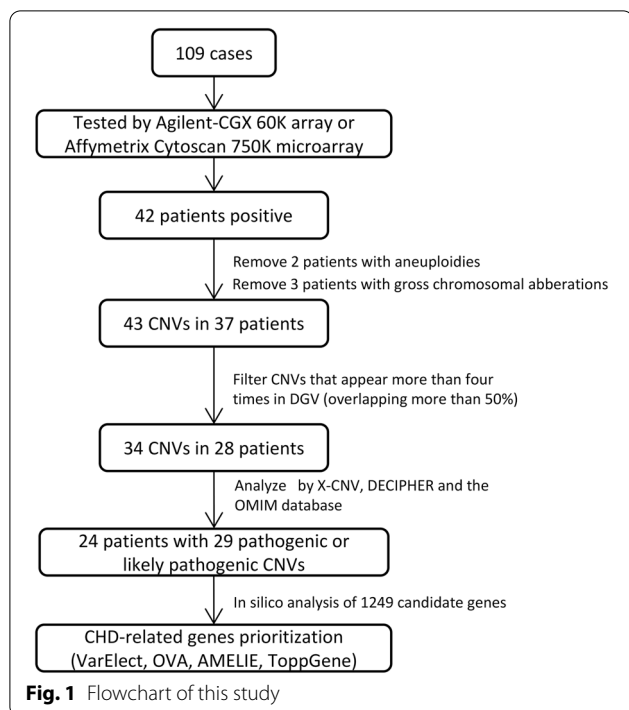 109 cases
Tested by Agilent-CGX 60K array or
Affymetrix Cytoscan 750K microarray
42 patients positive
Remove 2 patients with aneuploidies
Remove 3 patients with gross chromosomal abberations
43 CNVs in 37 patients
Filter CNVs that appear more than four
times in DGV (overlapping more than 50%)
34 CNVs in 28 patients
Analyze by X-CNV, DECIPHER and the
OMIM database
24 patients with 29 pathogenic or
likely pathogenic CNVs
In silico analysis of 1249 candidate genes
CHD-related genes prioritization
(VarElect, OVA, AMELIE, ToppGene)
Fig. 1 Flowchart of this study